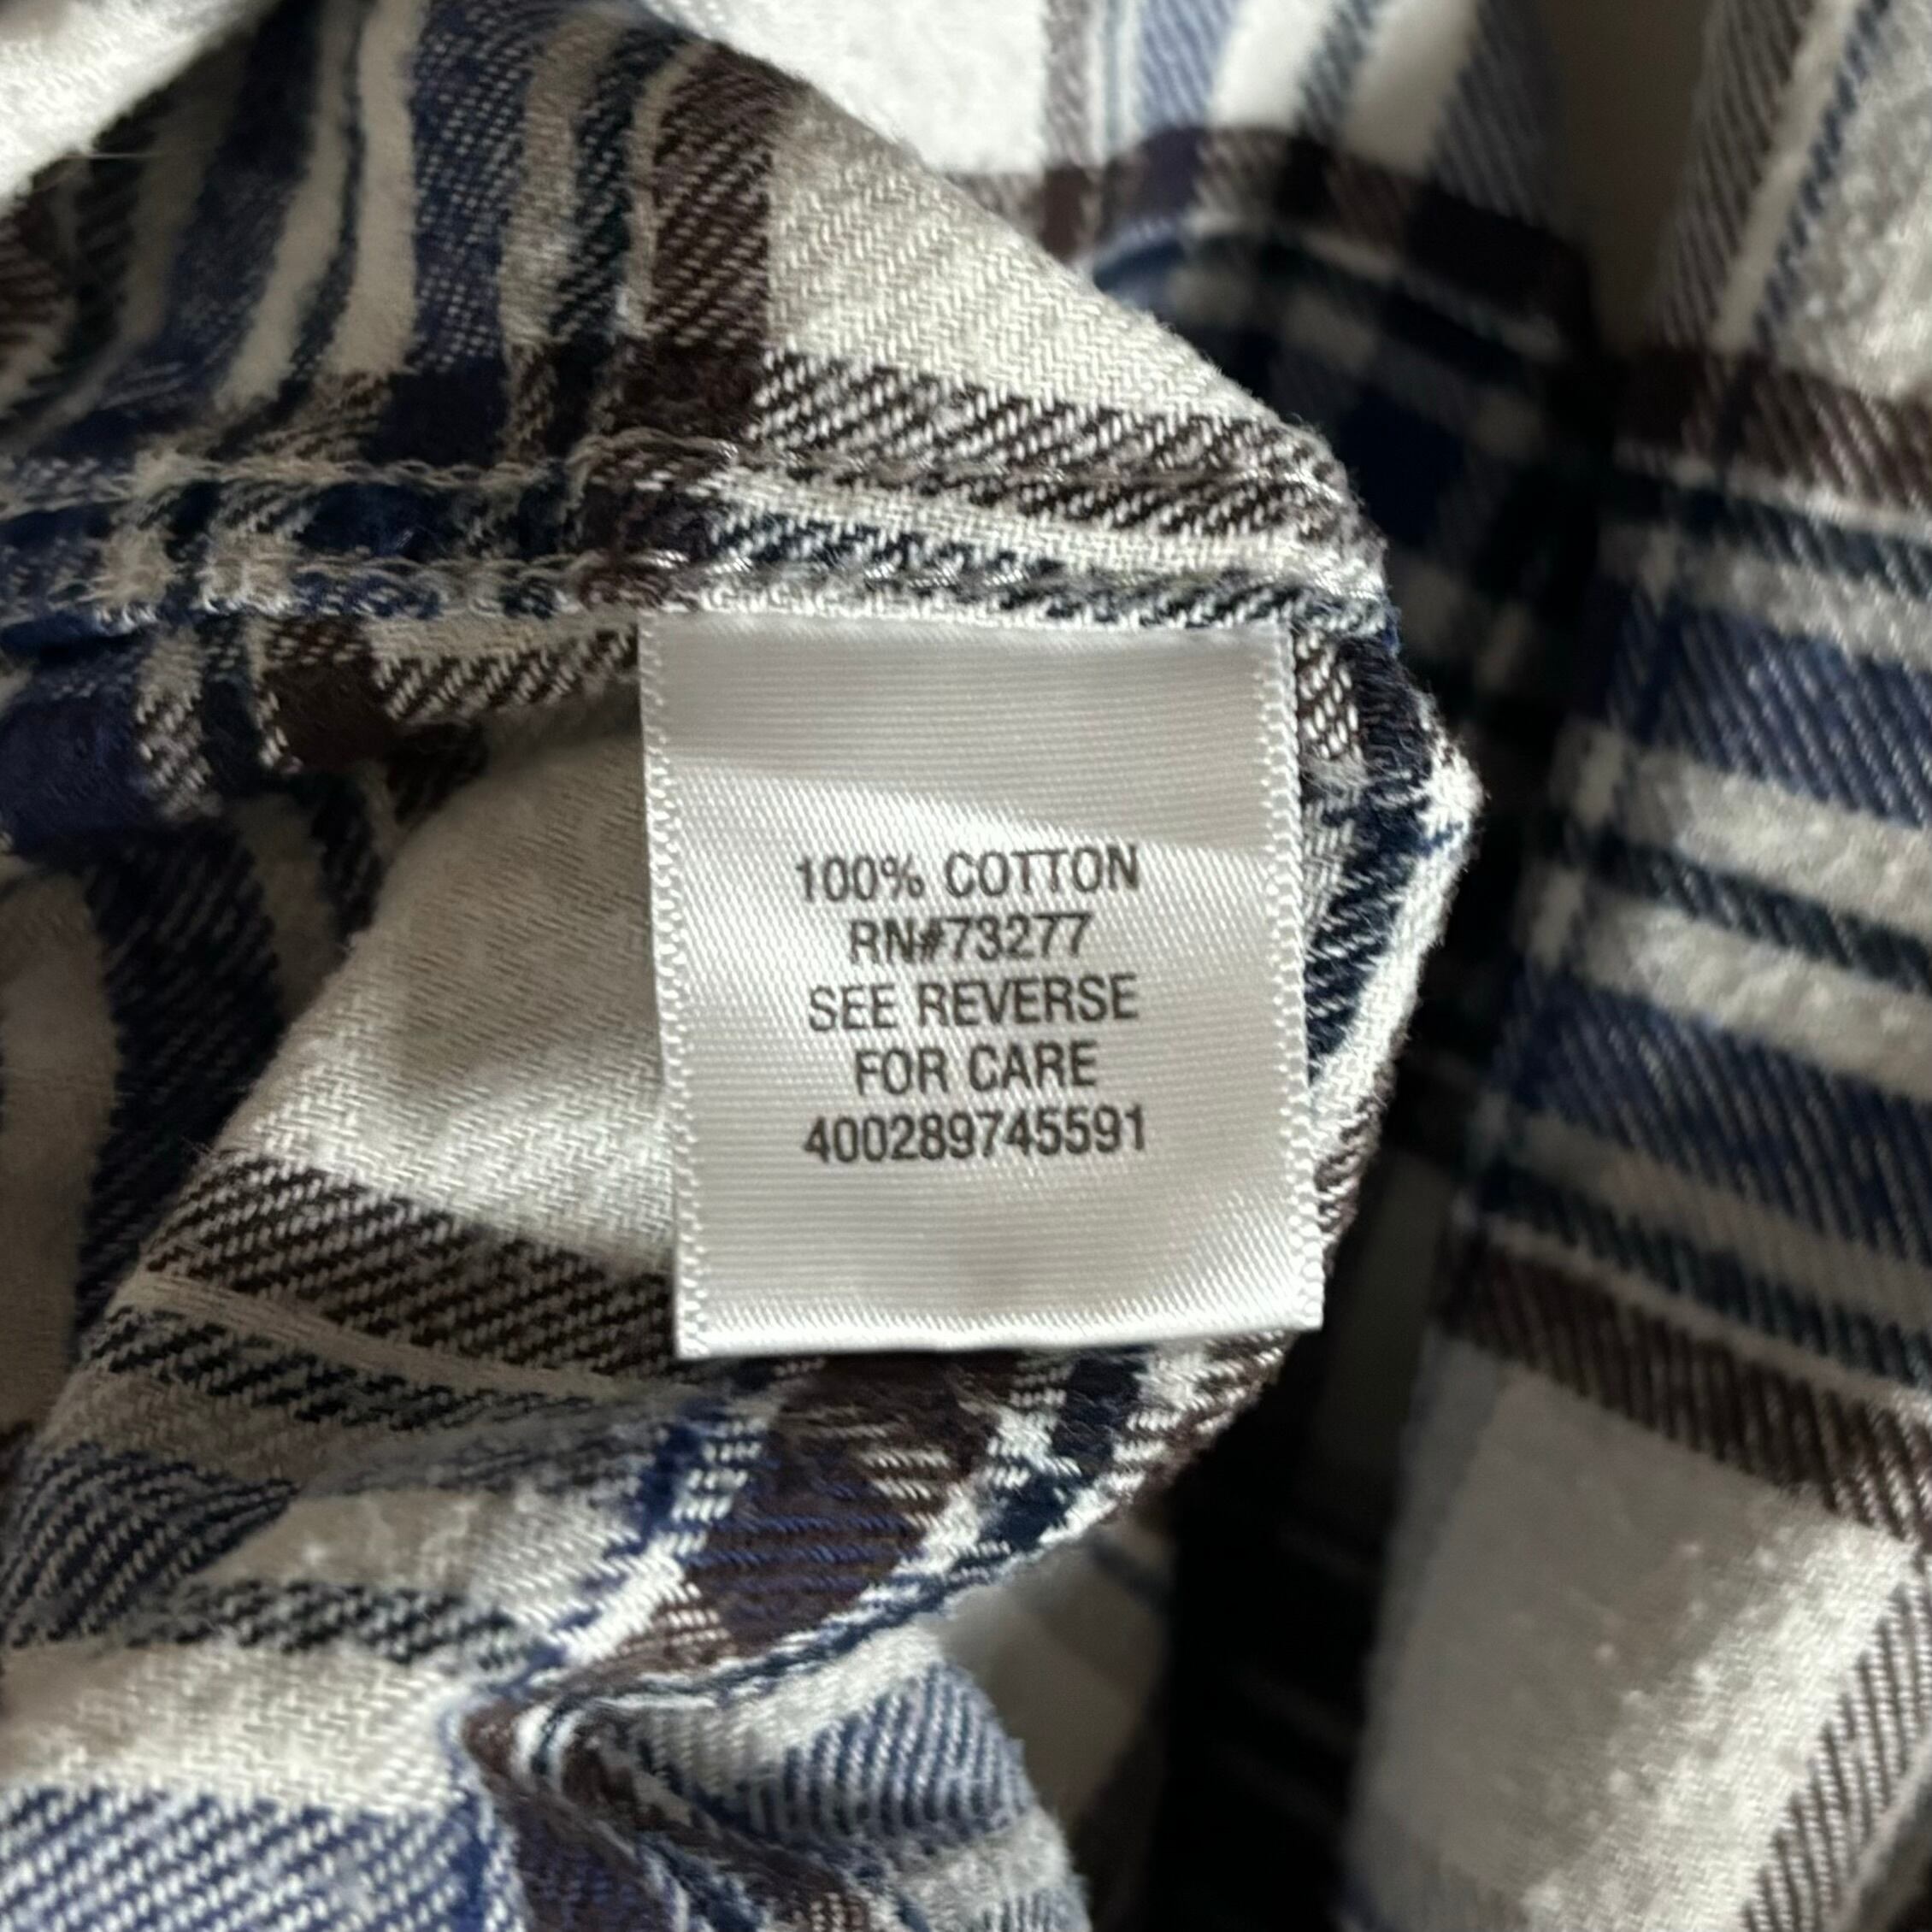 100% COTTON
RN#73277
SEE REVERSE
FOR CARE
400289745591